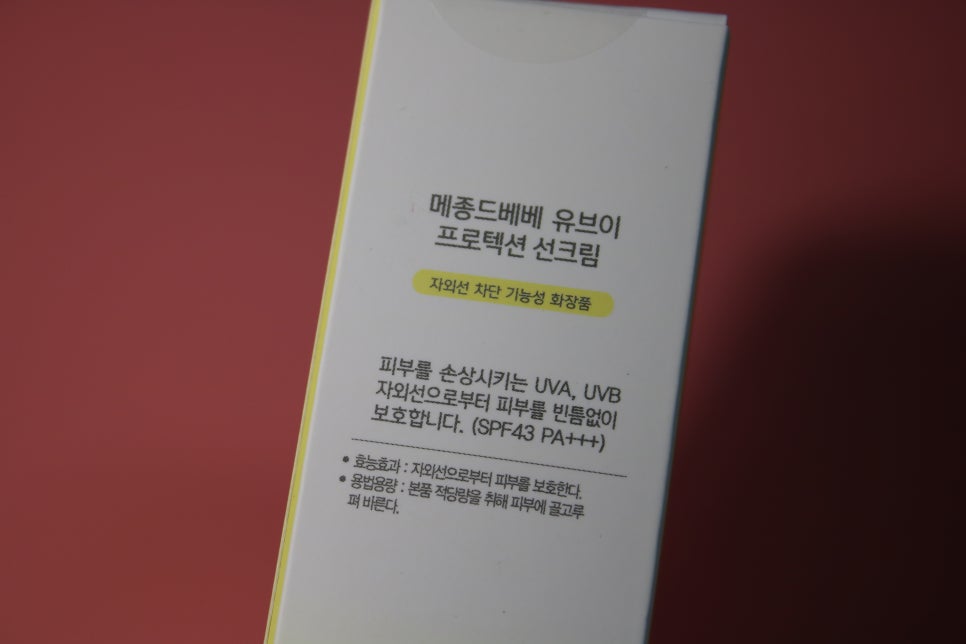 메종드베베 유브이
프로텍션 선크림
자외선 차단 기능성 화장품
피부를 손상시키는 UVA, UVB
자외선으로부터 피부를 빈틈없이
보호합니다. (SPF43 PA+++)
• 효능효과 : 자외선으로부터 피부를 보호한다.
• 용법용량 : 본품 적당량을 취해 피부에 골고루
펴 바른다.